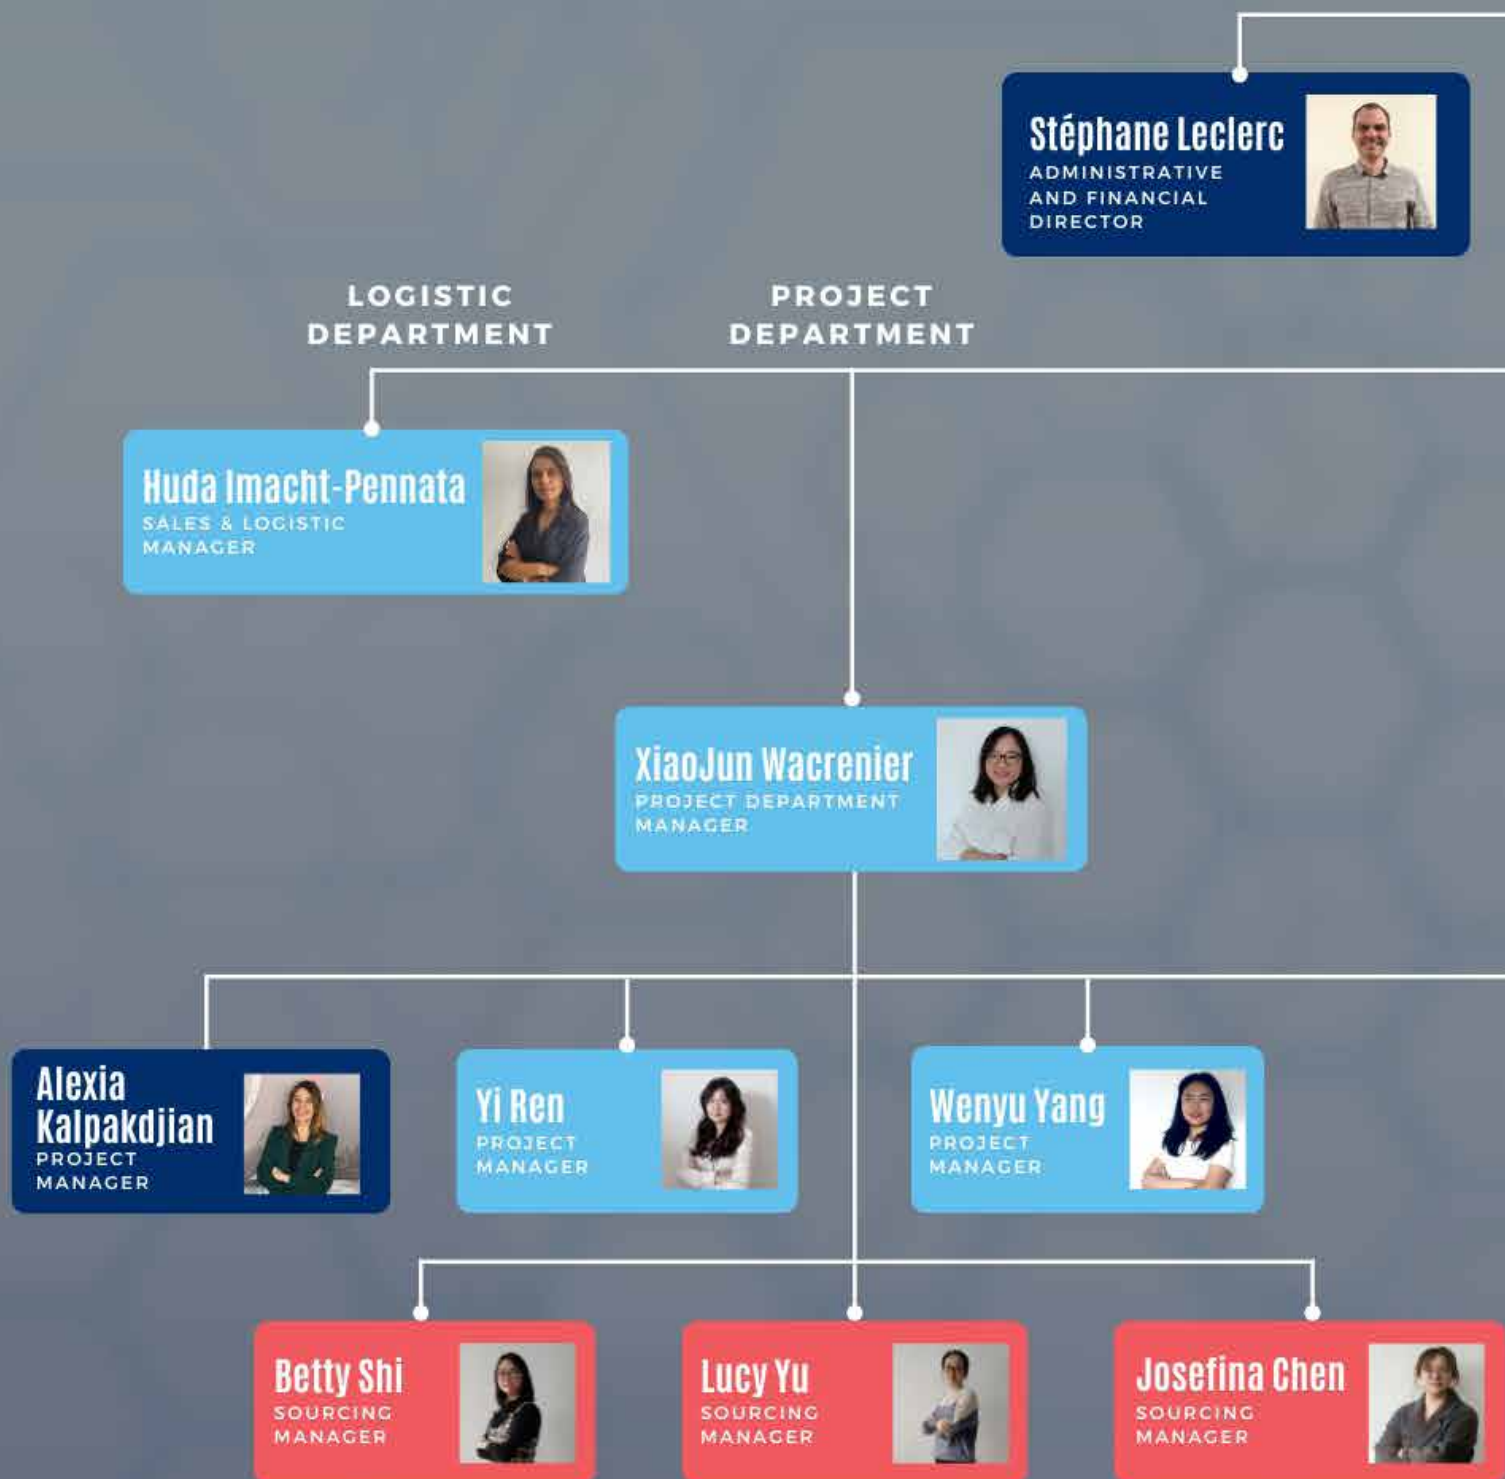 Stéphane Leclerc
ADMINISTRATIVE
AND FINANCIAL
DIRECTOR
LOGISTIC
DEPARTMENT
PROJECT
DEPARTMENT
Huda Imacht-Pennata
SALES & LOGISTIC
MANAGER
XiaoJun Wacrenier
PROJECT DEPARTMENT
MANAGER
Alexia
Kalpakdjian
PROJECT
MANAGER
Yi Ren
PROJECT
MANAGER
Wenyu Yang
PROJECT
MANAGER
Betty Shi
SOURCING
MANAGER
Lucy Yu
SOURCING
MANAGER
Josefina Chen
SOURCING
MANAGER